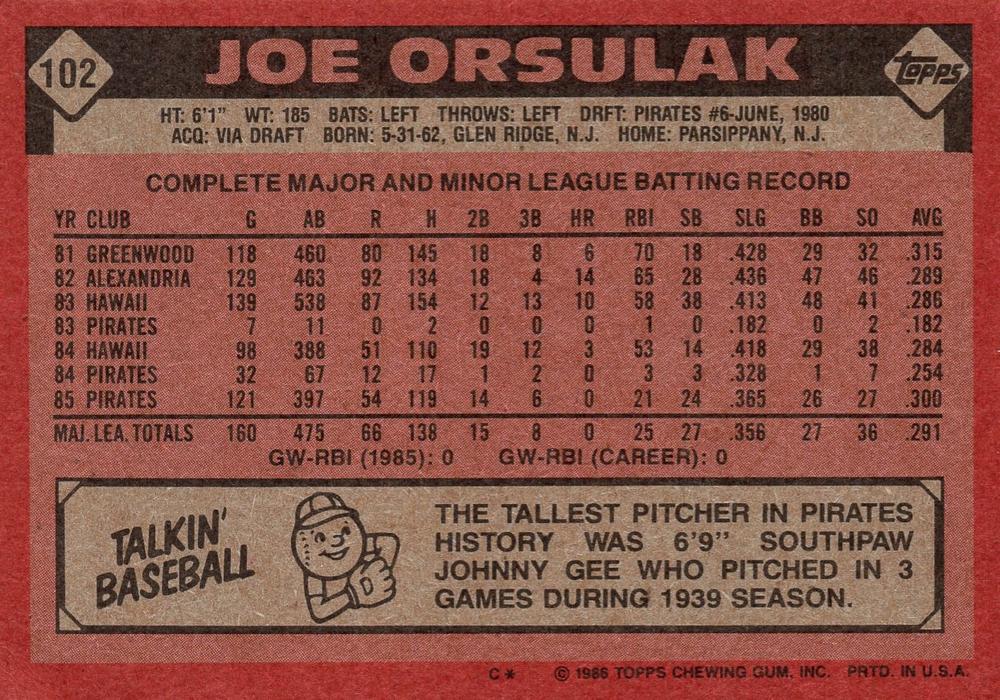 102 JOE ORSULAK Topps
HT: 6'1" WT: 185 BATS: LEFT THROWS: LEFT DRFT: PIRATES #6-JUNE, 1980
ACQ: VIA DRAFT BORN: 5-31-62, GLEN RIDGE, N.J. HOME: PARSIPPANY, N.J.
COMPLETE MAJOR AND MINOR LEAGUE BATTING RECORD
YR CLUB G AB R H 2B 3B HR RBI SB SLG BB SO AVG
81 GREENWOOD 118 460 80 145 18 8 6 70 18 .428 29 32 .315
82 ALEXANDRIA 129 463 92 134 18 4 14 65 28 .436 47 46 .289
83 HAWAII 139 538 87 154 12 13 10 58 38 .413 48 41 .286
83 PIRATES 7 11 0 2 0 0 0 1 0 .182 0 2 .182
84 HAWAII 98 388 51 110 19 12 3 53 14 .418 29 38 .284
84 PIRATES 32 67 12 17 1 2 0 3 3 .328 1 7 .254
85 PIRATES 121 397 54 119 14 6 0 21 24 .365 26 27 .300
MAJ. LEA. TOTALS 160 475 66 138 15 8 0 25 27 .356 27 36 .291
GW-RBI (1985): 0 GW-RBI (CAREER): 0
TALKIN'
BASEBALL
THE TALLEST PITCHER IN PIRATES
HISTORY WAS 6'9" SOUTHPAW
JOHNNY GEE WHO PITCHED IN 3
GAMES DURING 1939 SEASON.
C* © 1986 TOPPS CHEWING GUM, INC. PRTD. IN U.S.A.